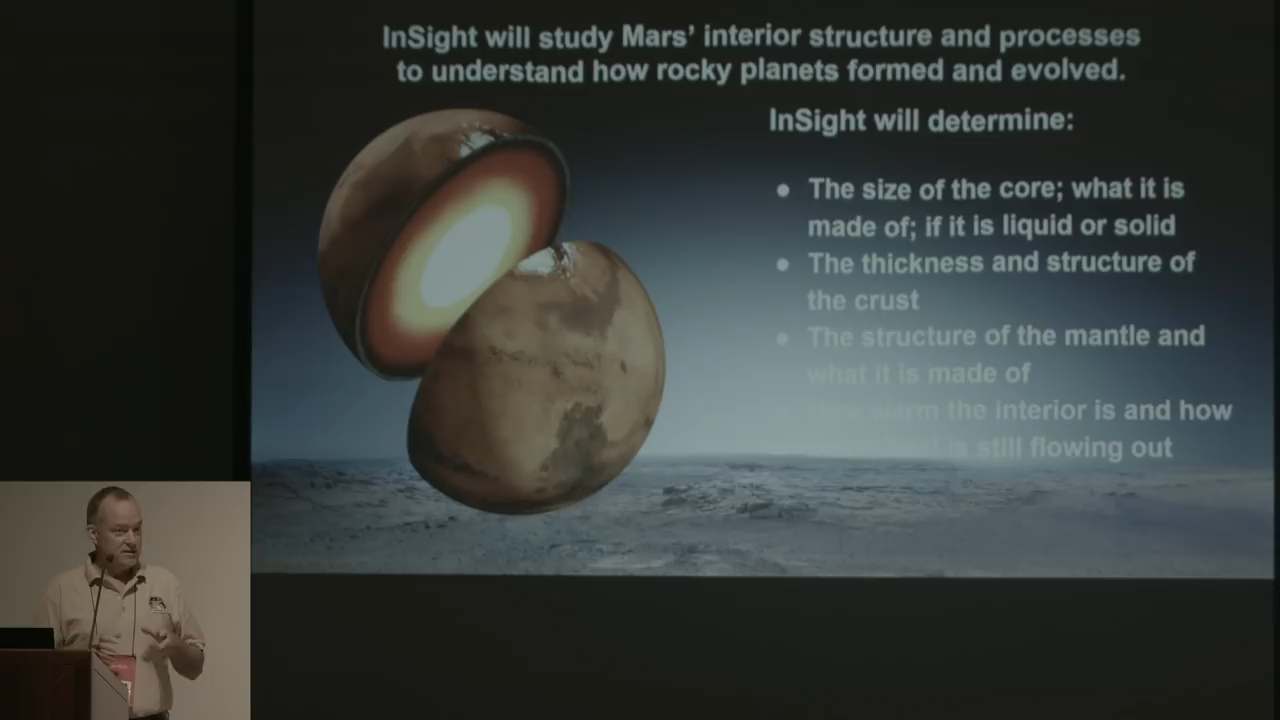 InSight will study Mars’ interior structure and processes
to understand how rocky planets formed and evolved.
InSight will determine:
● The size of the core; what it is
made of; if it is liquid or solid
● The thickness and structure of
the crust
● The structure of the mantle and
what it is made of
warm the interior is and how
is still flowing out